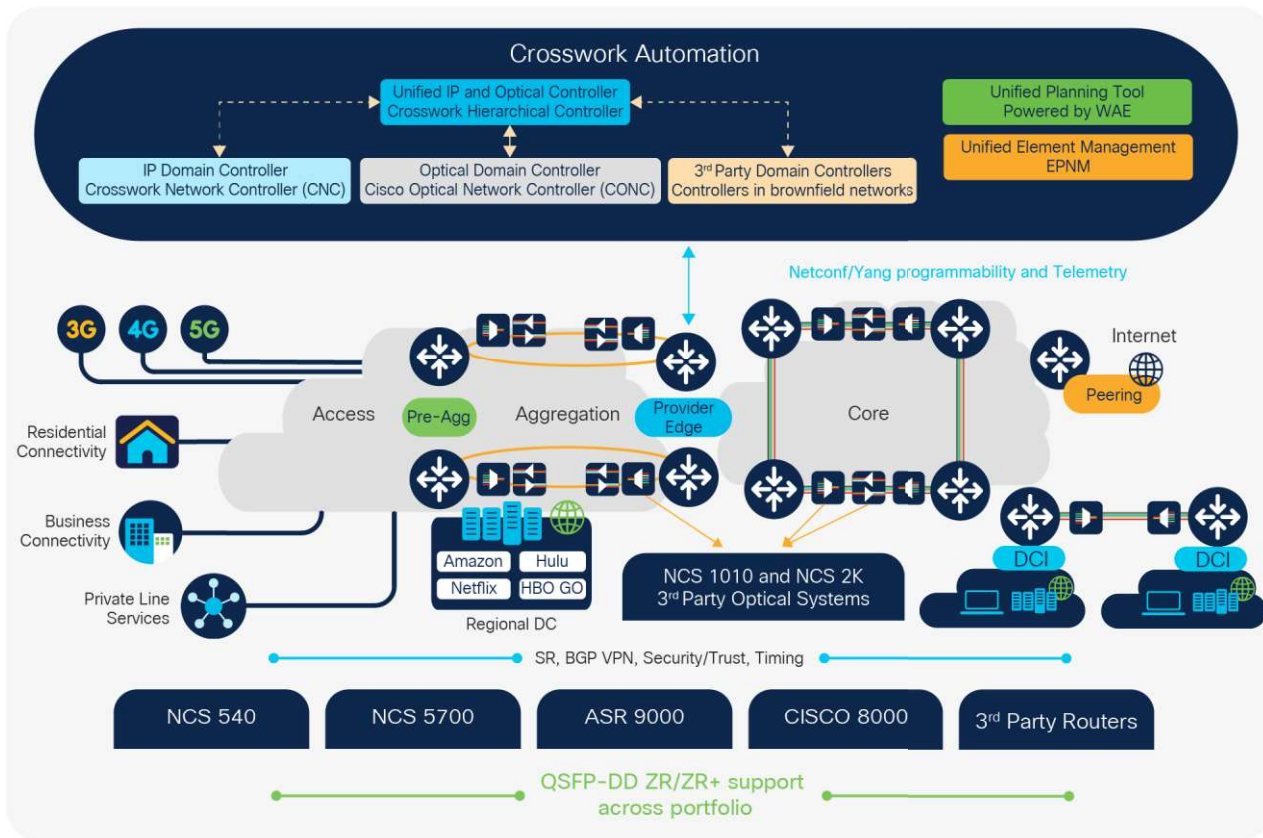 Crosswork Automation
Unified IP and Optical Controller
Crosswork Hierarchical Controller
Unified Planning Tool
Powered by WAE
Unified Element Management
EPNM
IP Domain Controller
Crosswork Network Controller (CNC)
Optical Domain Controller
Cisco Optical Network Controller (CONC)
3rd Party Domain Controllers
Controllers in brownfield networks
Netconf/Yang programmability and Telemetry
3G
4G
5G
Internet
Peering
Access
Pre-Agg
Aggregation
Provider
Edge
Core
Residential
Connectivity
Business
Connectivity
Private Line
Services
Amazon
Hulu
Netflix
HBO GO
Regional DC
NCS 1010 and NCS 2K
3rd Party Optical Systems
DCI
DCI
SR, BGP VPN, Security/Trust, Timing
NCS 540
NCS 5700
ASR 9000
CISCO 8000
3rd Party Routers
QSFP-DD ZR/ZR+ support
across portfolio